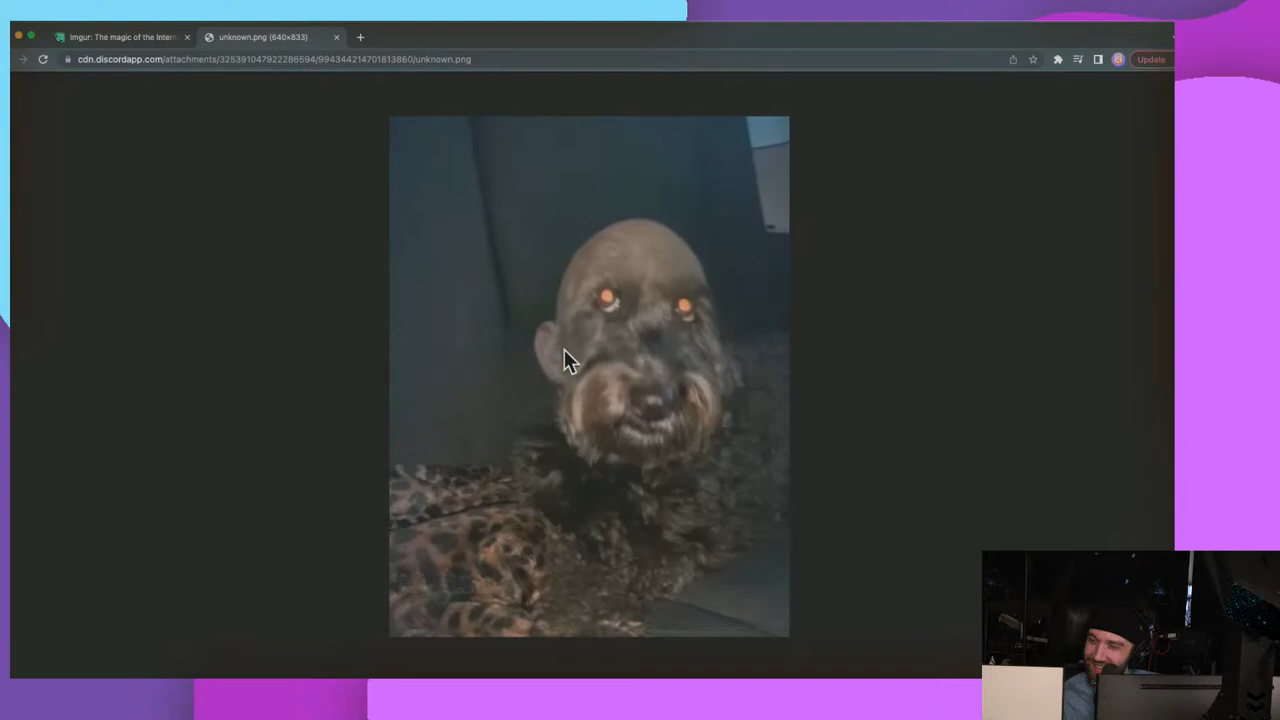 Imgur: The magic of the Intern
unknown.png (640×833)
cdn.discordapp.com/attachments/325391047922286594/994344214701813860/unknown.png
Update